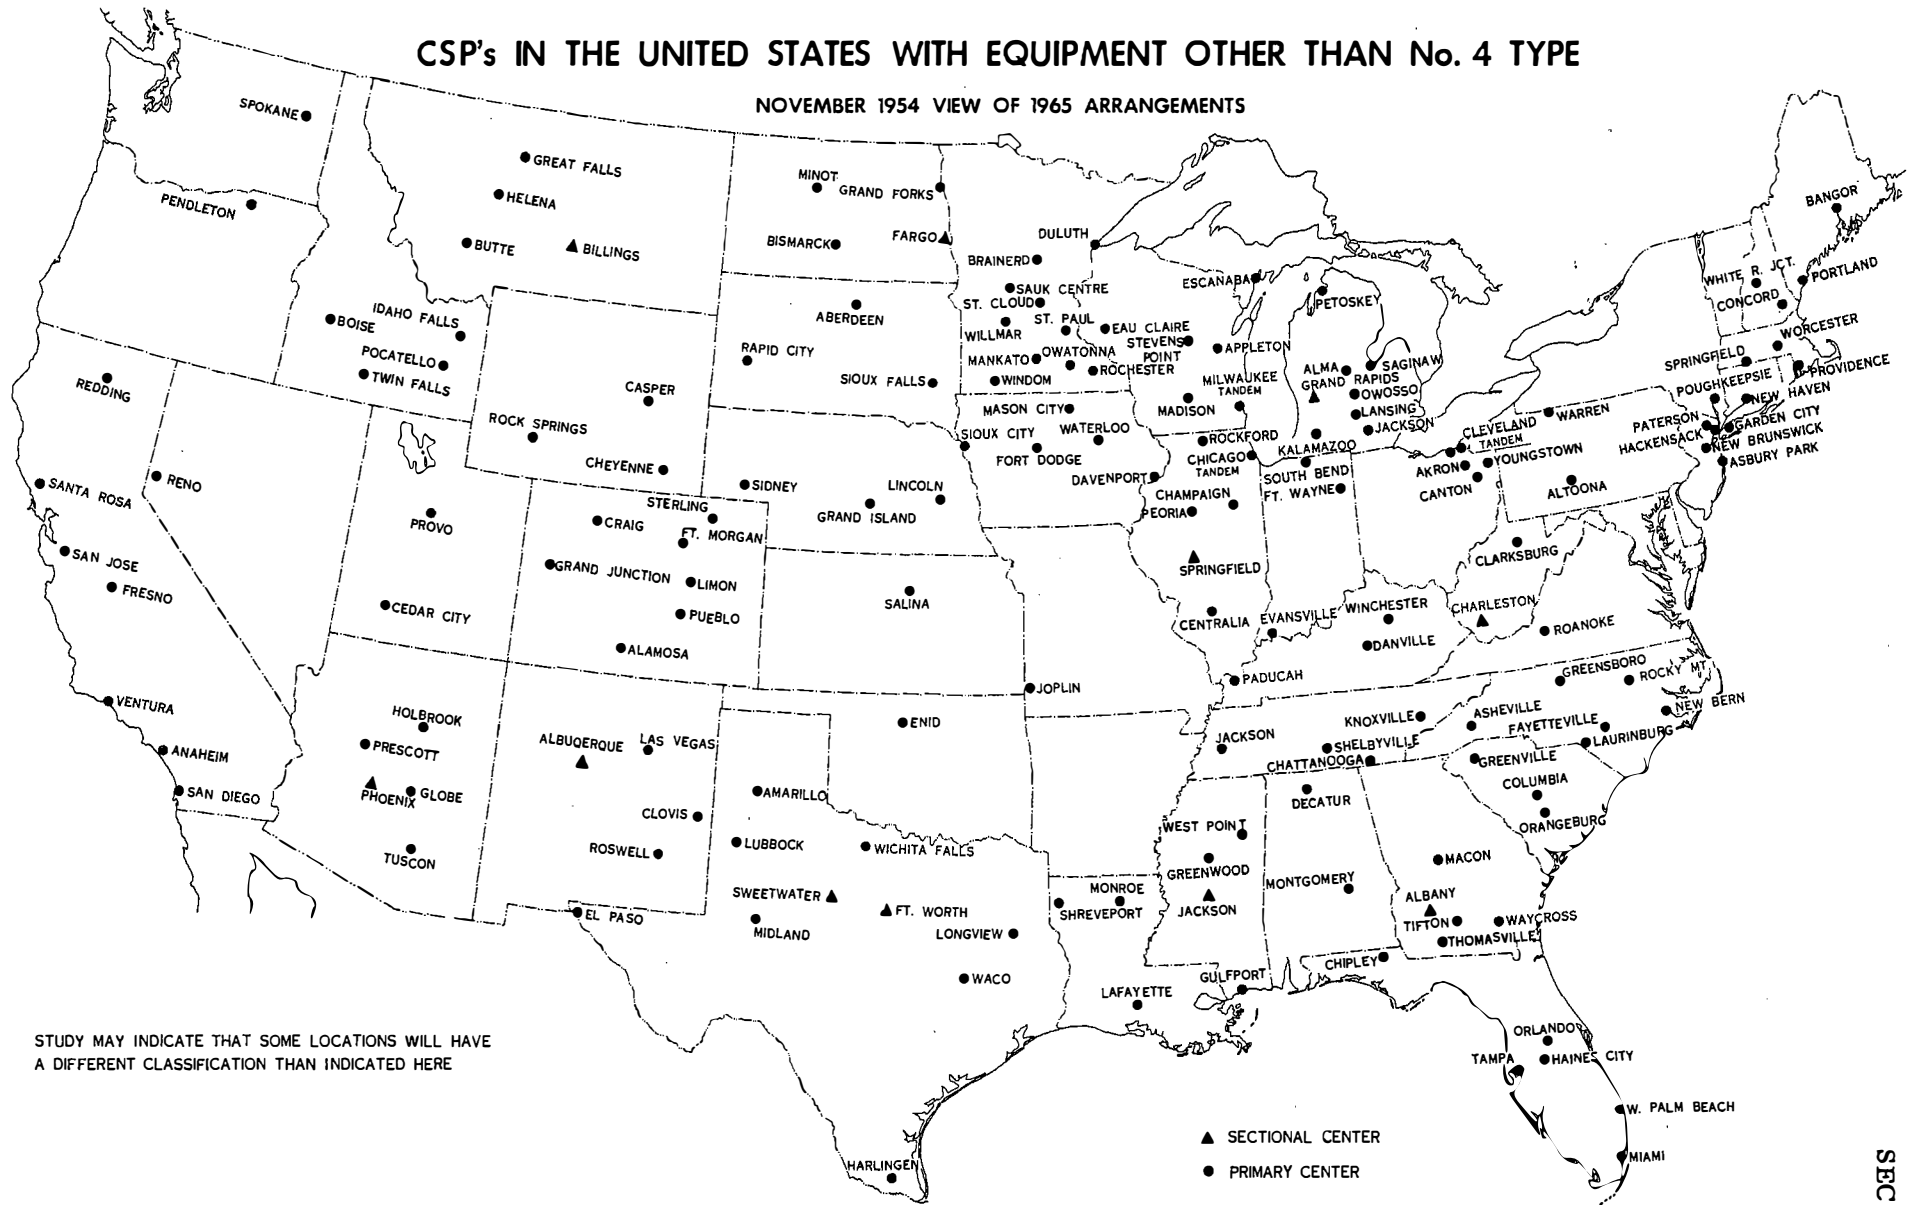 CSP's IN THE UNITED STATES WITH EQUIPMENT OTHER THAN No. 4 TYPE
NOVEMBER 1954 VIEW OF 1965 ARRANGEMENTS
SPOKANE
PENDLETON
GREAT FALLS
HELENA
BUTTE
BILLINGS
MINOT
GRAND FORKS
BISMARCK
FARGO
DULUTH
BRAINERD
SAUK CENTRE
ST. CLOUD
WILLMAR
ST. PAUL
MANKATO
OWATONNA
ROCHESTER
WINDOM
EAU CLAIRE
STEVENS
POINT
APPLETON
MILWAUKEE
TANDEM
MADISON
ESCANABA
PETOSKEY
ALMA
SAGINAW
GRAND RAPIDS
OWOSSO
LANSING
JACKSON
KALAMAZOO
BANGOR
WHITE R. JCT.
PORTLAND
CONCORD
WORCESTER
SPRINGFIELD
PROVIDENCE
POUGHKEEPSIE
NEW HAVEN
PATERSON
GARDEN CITY
HACKENSACK
NEW BRUNSWICK
ASBURY PARK
WARREN
CLEVELAND
TANDEM
YOUNGSTOWN
AKRON
CANTON
ALTOONA
IDAHO FALLS
BOISE
POCATELLO
TWIN FALLS
ABERDEEN
RAPID CITY
SIOUX FALLS
CASPER
ROCK SPRINGS
CHEYENNE
REDDING
RENO
SANTA ROSA
SAN JOSE
FRESNO
VENTURA
ANAHEIM
SAN DIEGO
PROVO
CEDAR CITY
MASON CITY
SIOUX CITY
WATERLOO
FORT DODGE
DAVENPORT
ROCKFORD
CHICAGO
TANDEM
CHAMPAIGN
PEORIA
SPRINGFIELD
CENTRALIA
SOUTH BEND
FT. WAYNE
EVANSVILLE
SIDNEY
LINCOLN
GRAND ISLAND
STERLING
CRAIG
FT. MORGAN
GRAND JUNCTION
LIMON
PUEBLO
ALAMOSA
SALINA
JOPLIN
ENID
CLARKSBURG
CHARLESTON
WINCHESTER
DANVILLE
PADUCAH
ROANOKE
GREENSBORO
ROCKY MT.
NEW BERN
ASHEVILLE
FAYETTEVILLE
LAURINBURG
KNOXVILLE
JACKSON
SHELBYVILLE
CHATTANOOGA
GREENVILLE
COLUMBIA
ORANGEBURG
HOLBROOK
PRESCOTT
PHOENIX
GLOBE
TUSCON
ALBUQERQUE
LAS VEGAS
CLOVIS
ROSWELL
AMARILLO
LUBBOCK
WICHITA FALLS
SWEETWATER
FT. WORTH
MIDLAND
EL PASO
LONGVIEW
WACO
HARLINGEN
MONROE
SHREVEPORT
LAFAYETTE
WEST POINT
GREENWOOD
JACKSON
GULFPORT
DECATUR
MONTGOMERY
MACON
ALBANY
TIFTON
WAYCROSS
THOMASVILLE
CHIPLEY
ORLANDO
TAMPA
HAINES CITY
W. PALM BEACH
MIAMI
STUDY MAY INDICATE THAT SOME LOCATIONS WILL HAVE
A DIFFERENT CLASSIFICATION THAN INDICATED HERE
SECTIONAL CENTER
PRIMARY CENTER
SEC